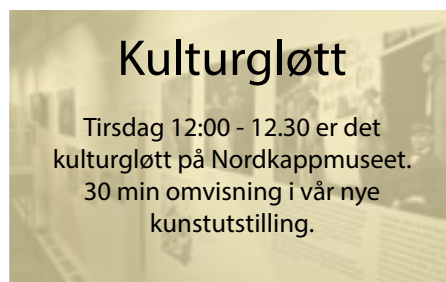 Kulturgløtt
Tirsdag 12:00 - 12.30 er det
kulturgløtt på Nordkappmuseet.
30 min omvisning i vår nye
kunstutstilling.